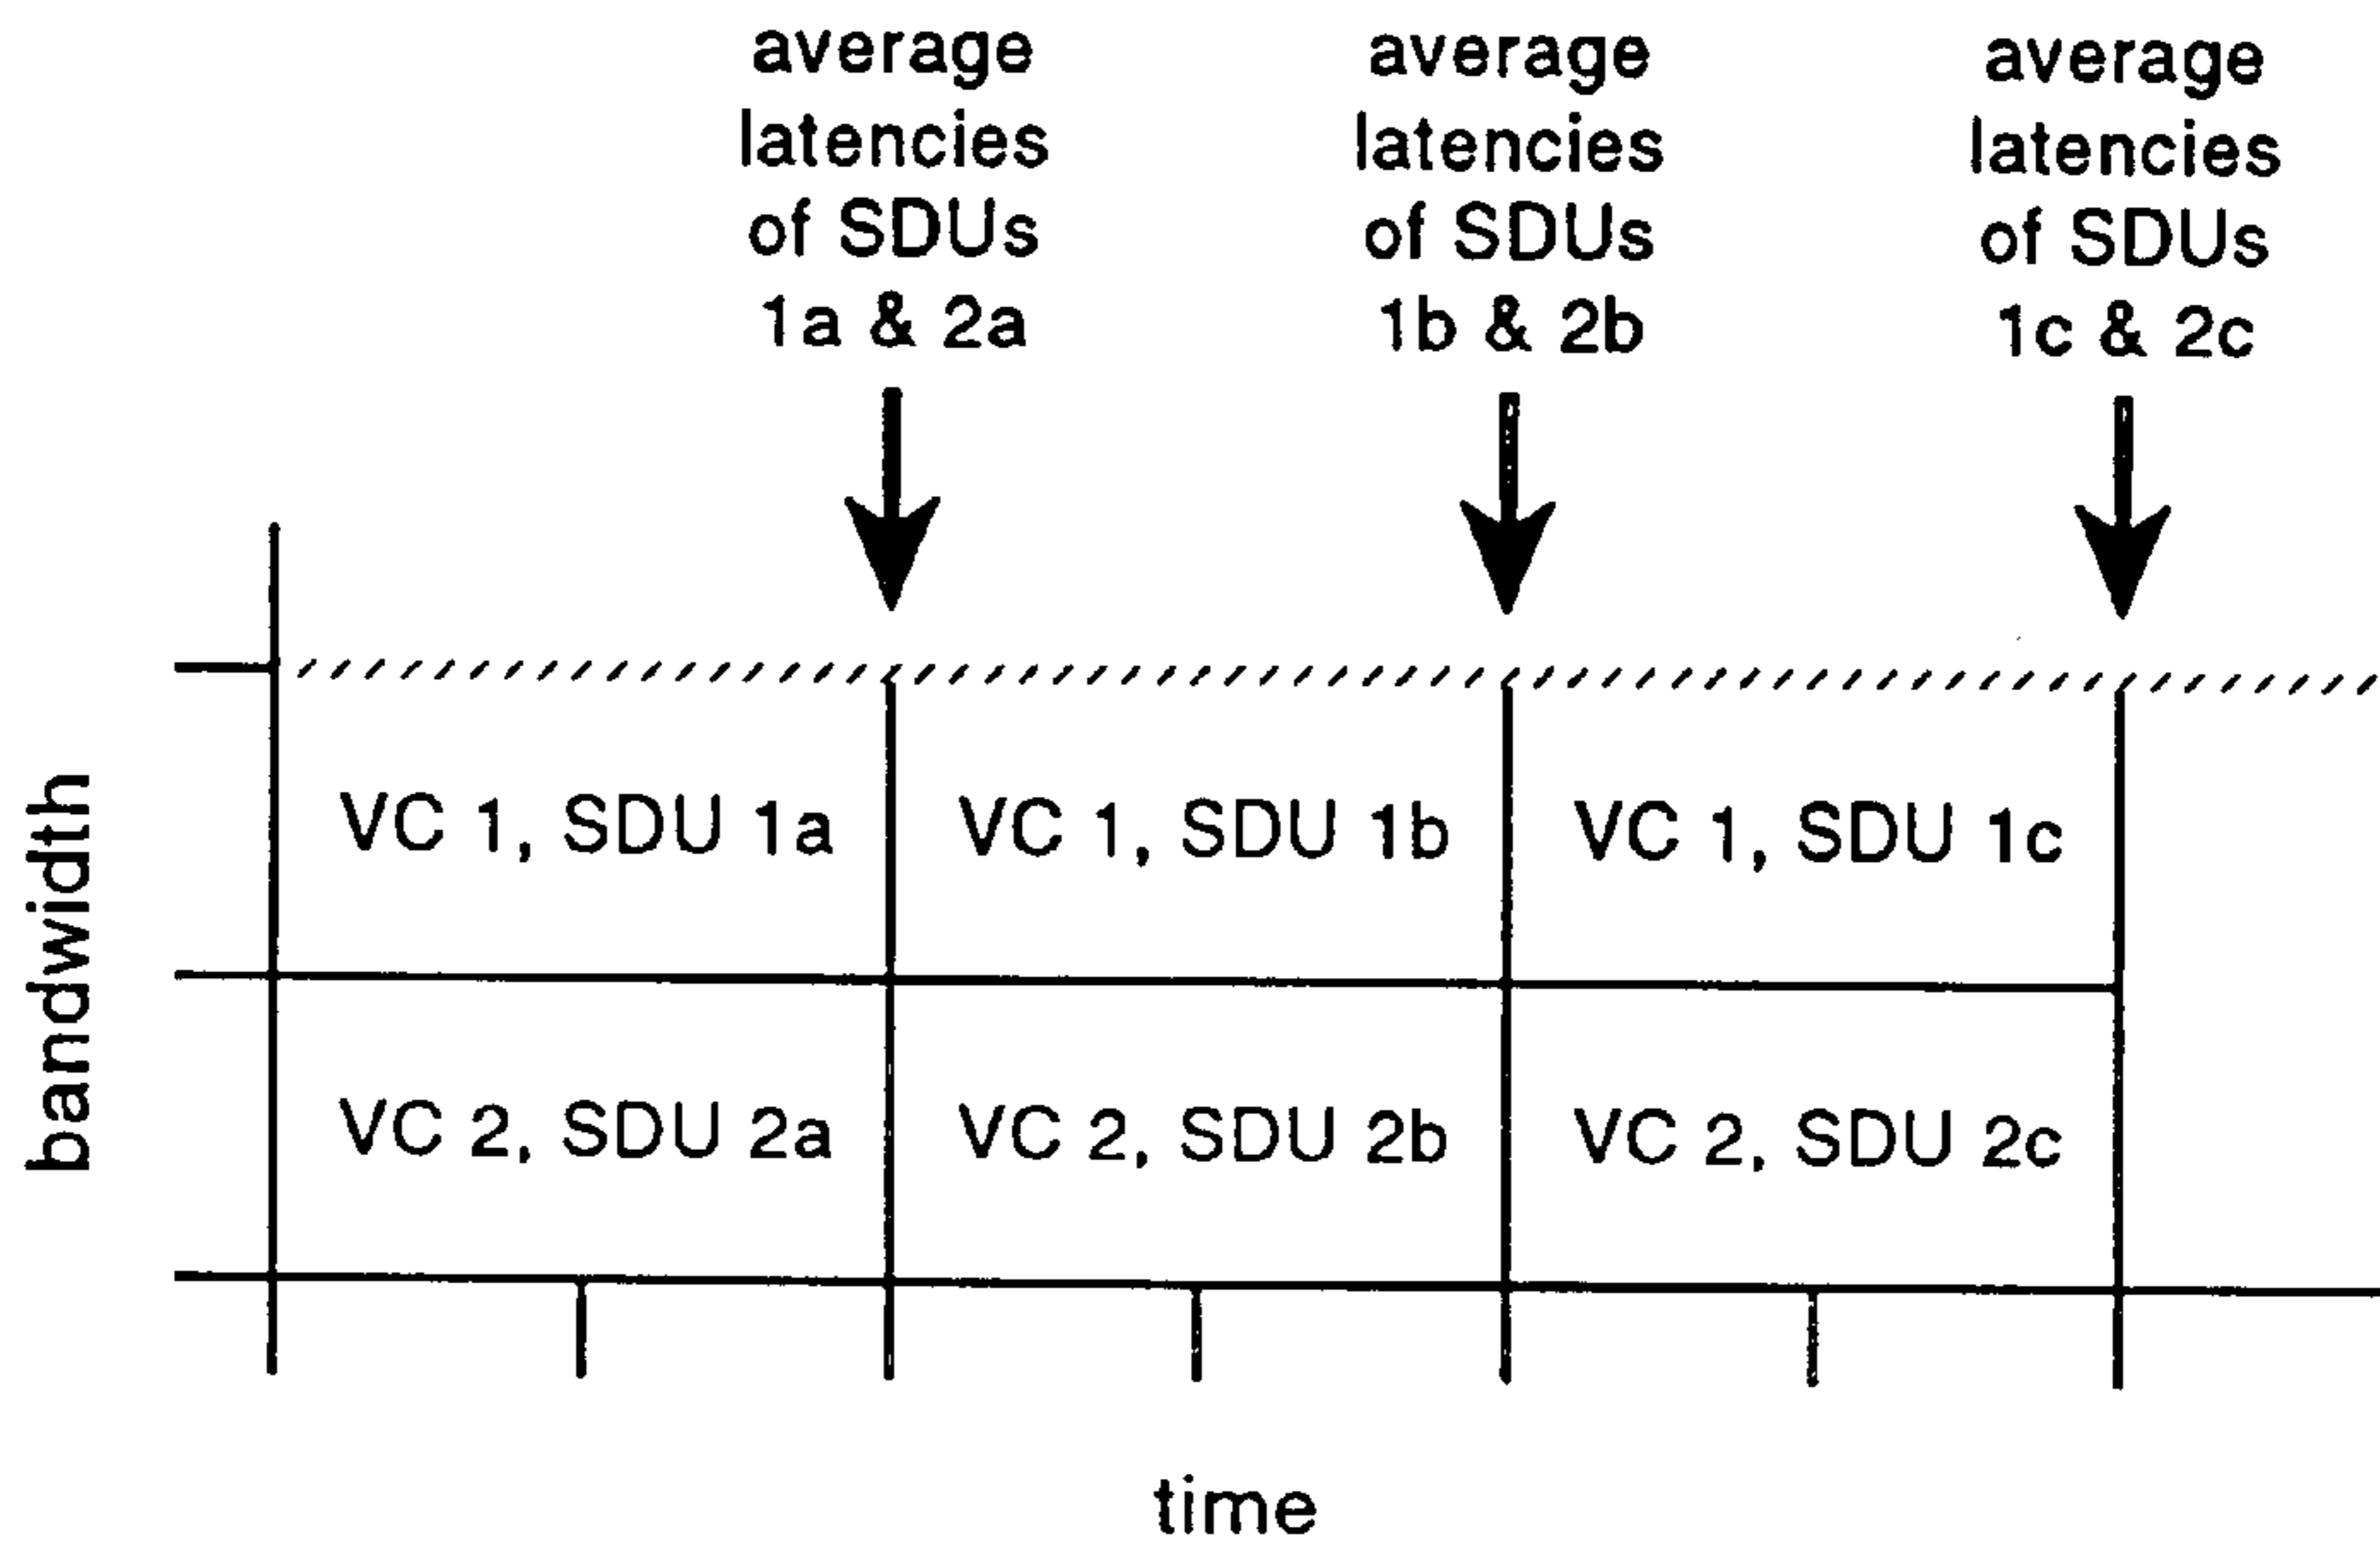 average
latencies
of SDUs
1a & 2a
average
latencies
of SDUs
1b & 2b
average
latencies
of SDUs
1c & 2c
bandwidth
VC 1, SDU 1a
VC 1, SDU 1b
VC 1, SDU 1c
VC 2, SDU 2a
VC 2, SDU 2b
VC 2, SDU 2c
time